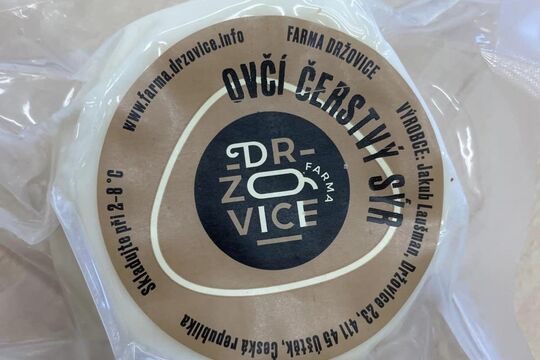 www.farma.drzovice.info
FARMA DRŽOVICE
OVČÍ ČERSTVÝ SÝR
VÝROBCE: Jakub Laušman, Držovice 23, 411 45 Úštěk, Česká republika
Skladujte při 2-8 °C
DR-
ZO
VICE
FARMA